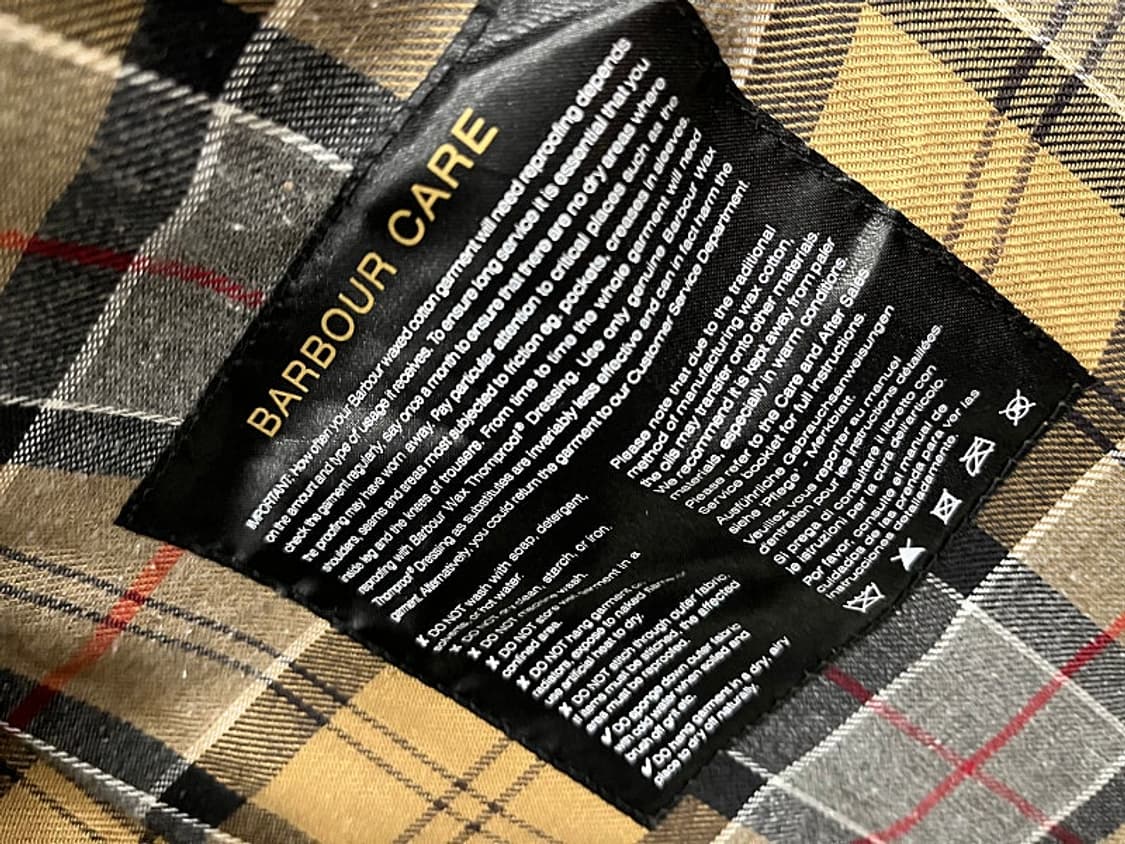 BARBOUR CARE
IMPORTANT: How often your Barbour waxed cotton garment will need reproofing depends
on the amount and type of usage it receives. To ensure long service it is essential that you
check the garment regularly, say once a month to ensure that there are no dry areas where
the proofing may have worn away. Pay particular attention to critical places such as the
shoulders, seams and areas most subjected to friction eg. pockets, creases in sleeves,
inside leg and the knees of trousers. From time to time the whole garment will need
reproofing with Barbour Wax Thornproof® Dressing. Use only genuine Barbour Wax
Thornproof® Dressing as substitutes are invariably less effective and can in fact harm the
garment. Alternatively, you could return the garment to our Customer Service Department.
✗ DO NOT wash with soap, detergent,
or hot water.
✗ DO NOT dry clean, starch, or iron.
✗ DO NOT machine wash.
✗ DO NOT store wet garment in a
confined area.
✗ DO NOT hang garment on
radiators, expose to naked flame or
use artificial heat to dry.
✗ DO NOT stitch through outer fabric,
if items must be stitched, the affected
area must be reproofed.
✓ DO sponge down outer fabric
with cold water when soiled and
brush off grit etc.
✓ DO hang garment in a dry, airy
place to dry off naturally.
Please note that due to the traditional
method of manufacturing wax cotton,
the oils may transfer onto other materials.
We recommend it is kept away from paler
materials, especially in warm conditions.
Please refer to the Care and After Sales
Service booklet for full instructions.
Ausführliche Gebrauchsanweisungen
siehe 'Pflege' - Merkblatt.
Veuillez vous reporter au manuel
d'entretien pour les instructions détaillées.
Si prega di consultare il libretto con
le istruzioni per la cura dell'articolo.
Por favor, consulte el manual de
cuidados de las prendas para ver las
instrucciones detalladamente